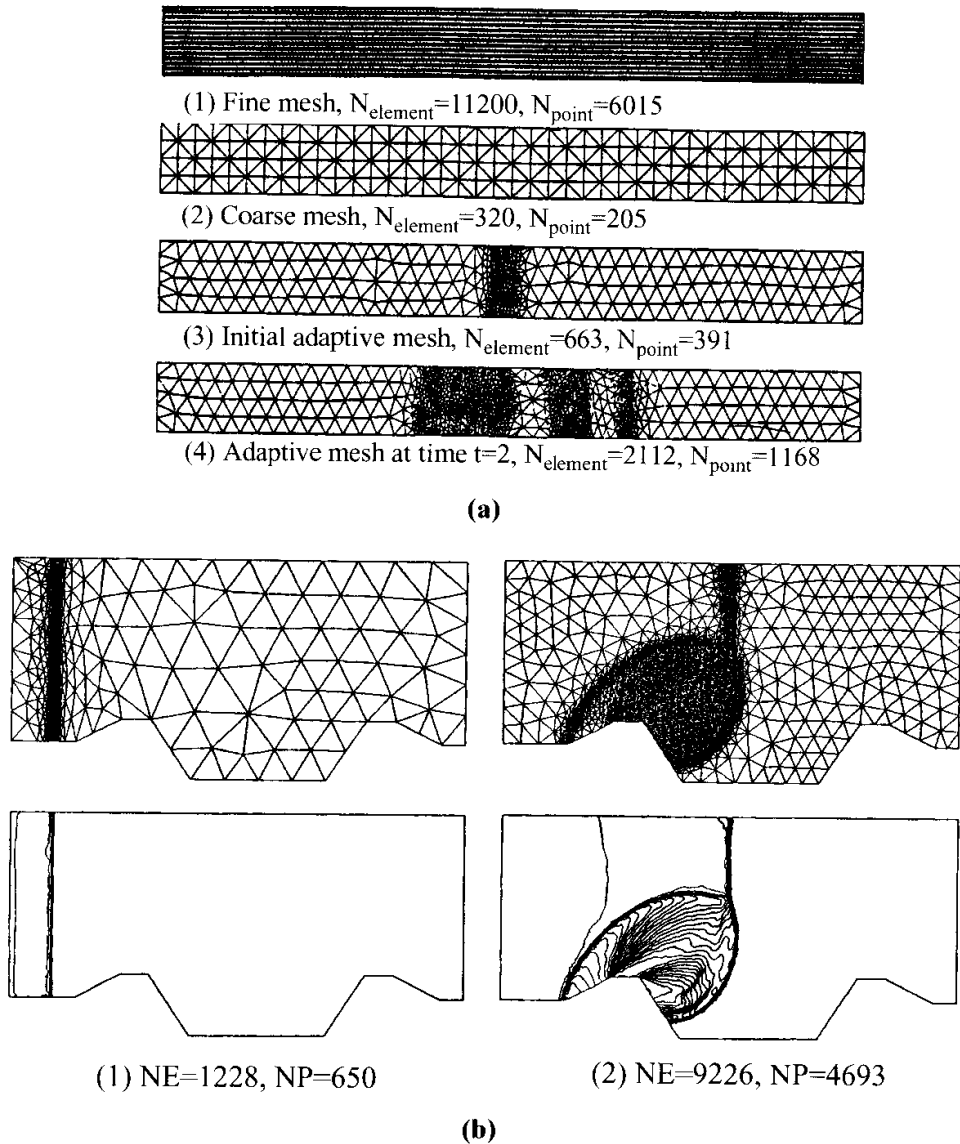 (1) Fine mesh, N_element=11200, N_point=6015
(2) Coarse mesh, N_element=320, N_point=205
(3) Initial adaptive mesh, N_element=663, N_point=391
(4) Adaptive mesh at time t=2, N_element=2112, N_point=1168
(a)
(1) NE=1228, NP=650
(2) NE=9226, NP=4693
(b)